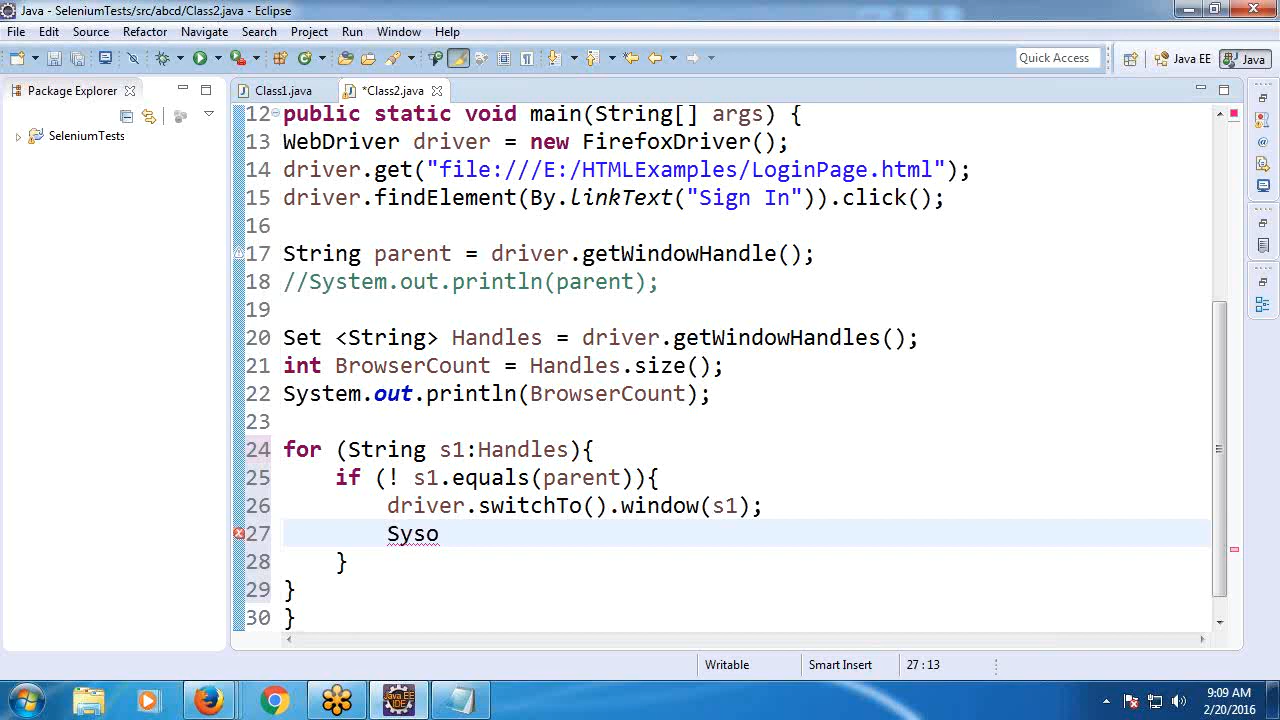 Java - SeleniumTests/src/abcd/Class2.java - Eclipse
File Edit Source Refactor Navigate Search Project Run Window Help
Quick Access Java EE Java
Package Explorer Class1.java *Class2.java
SeleniumTests
12 public static void main(String[] args) {
13 WebDriver driver = new FirefoxDriver();
14 driver.get("file:///E:/HTMLExamples/LoginPage.html");
15 driver.findElement(By.linkText("Sign In")).click();
16
17 String parent = driver.getWindowHandle();
18 //System.out.println(parent);
19
20 Set <String> Handles = driver.getWindowHandles();
21 int BrowserCount = Handles.size();
22 System.out.println(BrowserCount);
23
24 for (String s1:Handles){
25 if (! s1.equals(parent)){
26 driver.switchTo().window(s1);
27 Syso
28 }
29 }
30 }
Writable Smart Insert 27 : 13
Java EE
IDE
9:09 AM
2/20/2016